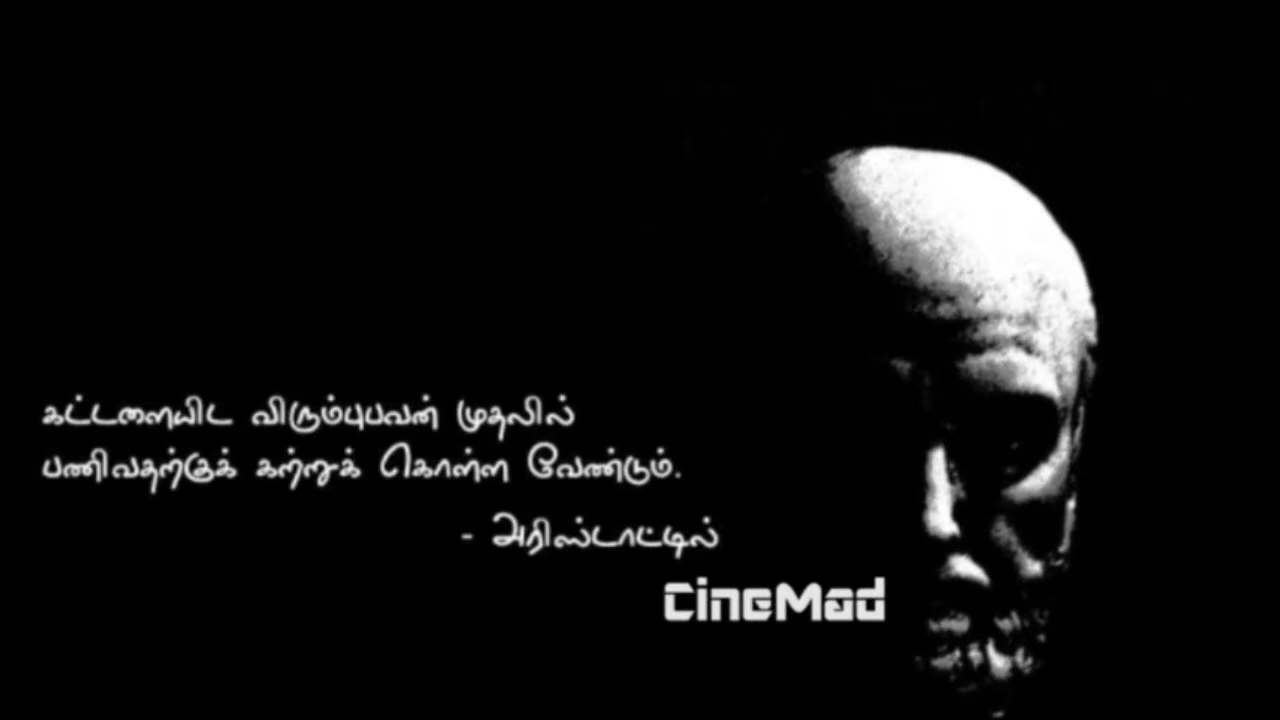 கட்டளையிட விரும்புபவன் முதலில்
பணிவதற்குக் கற்றுக் கொள்ள வேண்டும்.
- அரிஸ்டாட்டில்
CineMad